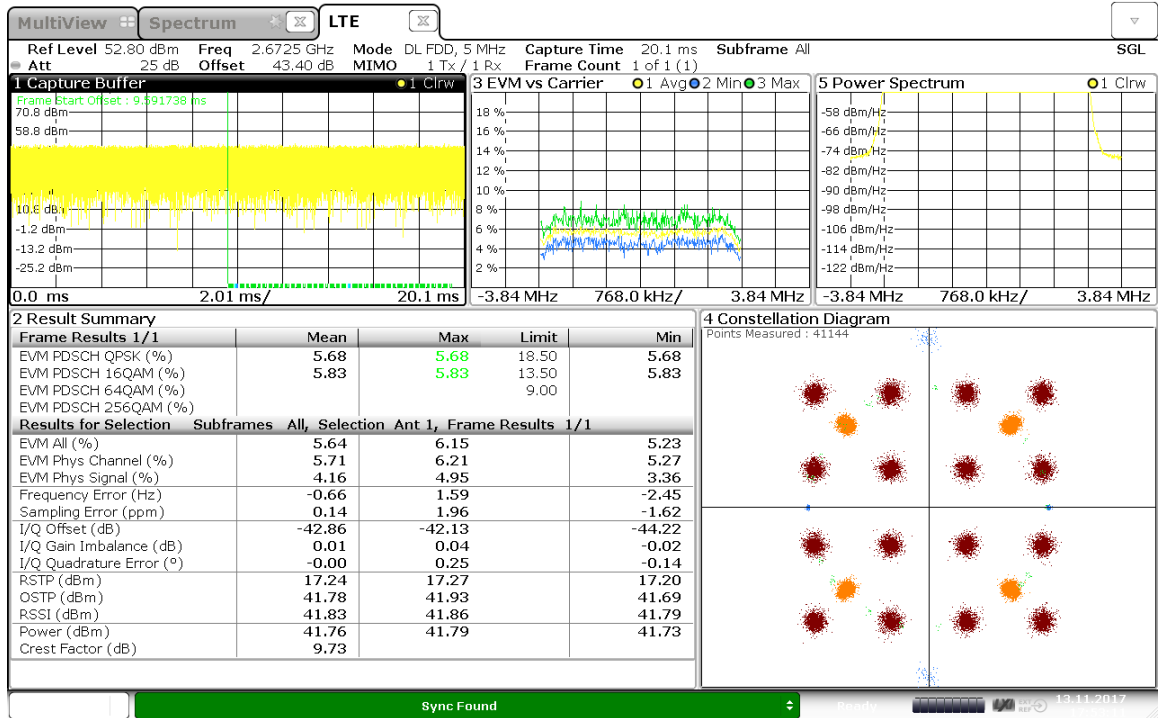 MultiView Spectrum LTE
Ref Level 52.80 dBm Freq 2.6725 GHz Mode DL FDD, 5 MHz Capture Time 20.1 ms Subframe All SGL
Att 25 dB Offset 43.40 dB MIMO 1 Tx / 1 Rx Frame Count 1 of 1 (1)
1 Capture Buffer 1 Clrw
Frame Start Offset : 9.591738 ms
70.8 dBm
58.8 dBm
10.8 dBm
-1.2 dBm
-13.2 dBm
-25.2 dBm
0.0 ms 2.01 ms/ 20.1 ms
3 EVM vs Carrier 1 Avg 2 Min 3 Max
18 %
16 %
14 %
12 %
10 %
8 %
6 %
4 %
2 %
-3.84 MHz 768.0 kHz/ 3.84 MHz
5 Power Spectrum 1 Clrw
-58 dBm/Hz
-66 dBm/Hz
-74 dBm/Hz
-82 dBm/Hz
-90 dBm/Hz
-98 dBm/Hz
-106 dBm/Hz
-114 dBm/Hz
-122 dBm/Hz
-3.84 MHz 768.0 kHz/ 3.84 MHz
2 Result Summary
Frame Results 1/1 Mean Max Limit Min
EVM PDSCH QPSK (%) 5.68 5.68 18.50 5.68
EVM PDSCH 16QAM (%) 5.83 5.83 13.50 5.83
EVM PDSCH 64QAM (%) 9.00
EVM PDSCH 256QAM (%)
Results for Selection Subframes All, Selection Ant 1, Frame Results 1/1
EVM All (%) 5.64 6.15 5.23
EVM Phys Channel (%) 5.71 6.21 5.27
EVM Phys Signal (%) 4.16 4.95 3.36
Frequency Error (Hz) -0.66 1.59 -2.45
Sampling Error (ppm) 0.14 1.96 -1.62
I/Q Offset (dB) -42.86 -42.13 -44.22
I/Q Gain Imbalance (dB) 0.01 0.04 -0.02
I/Q Quadrature Error (°) -0.00 0.25 -0.14
RSTP (dBm) 17.24 17.27 17.20
OSTP (dBm) 41.78 41.93 41.69
RSSI (dBm) 41.83 41.86 41.79
Power (dBm) 41.76 41.79 41.73
Crest Factor (dB) 9.73
4 Constellation Diagram
Points Measured : 41144
Sync Found
Ready
LXI
13.11.2017